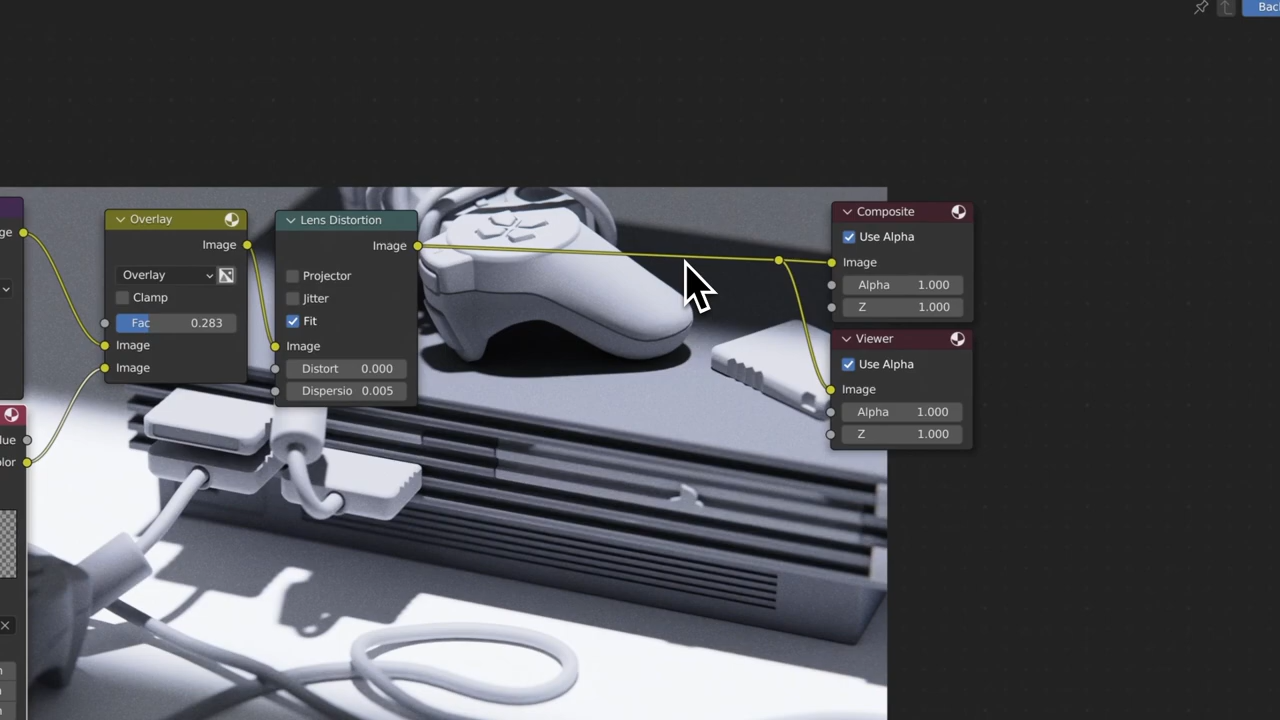 Bac
ge
Overlay
Image
Overlay
Clamp
Fac 0.283
Image
Image
Lens Distortion
Image
Projector
Jitter
Fit
Image
Distort 0.000
Dispersio 0.005
Composite
Use Alpha
Image
Alpha 1.000
Z 1.000
Viewer
Use Alpha
Image
Alpha 1.000
Z 1.000
lue
olor